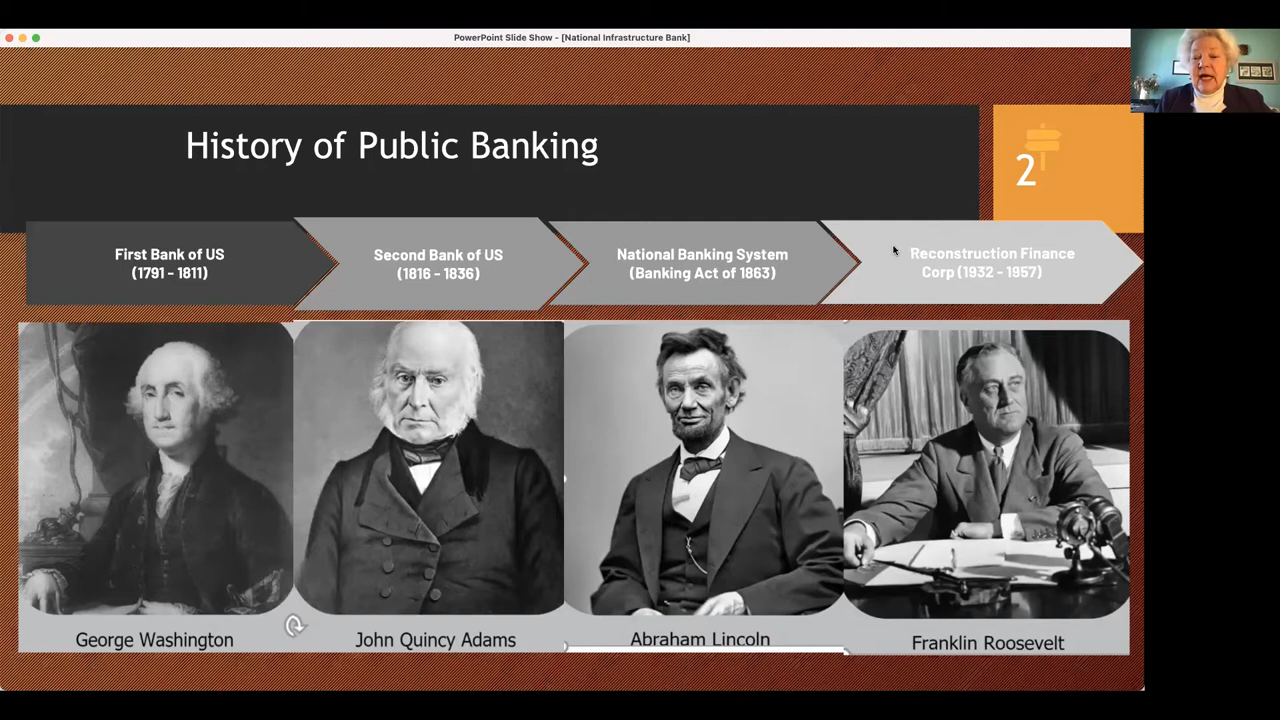 PowerPoint Slide Show - [National Infrastructure Bank]
History of Public Banking
2
First Bank of US
(1791 - 1811)
Second Bank of US
(1816 - 1836)
National Banking System
(Banking Act of 1863)
Reconstruction Finance
Corp (1932 - 1957)
George Washington
John Quincy Adams
Abraham Lincoln
Franklin Roosevelt